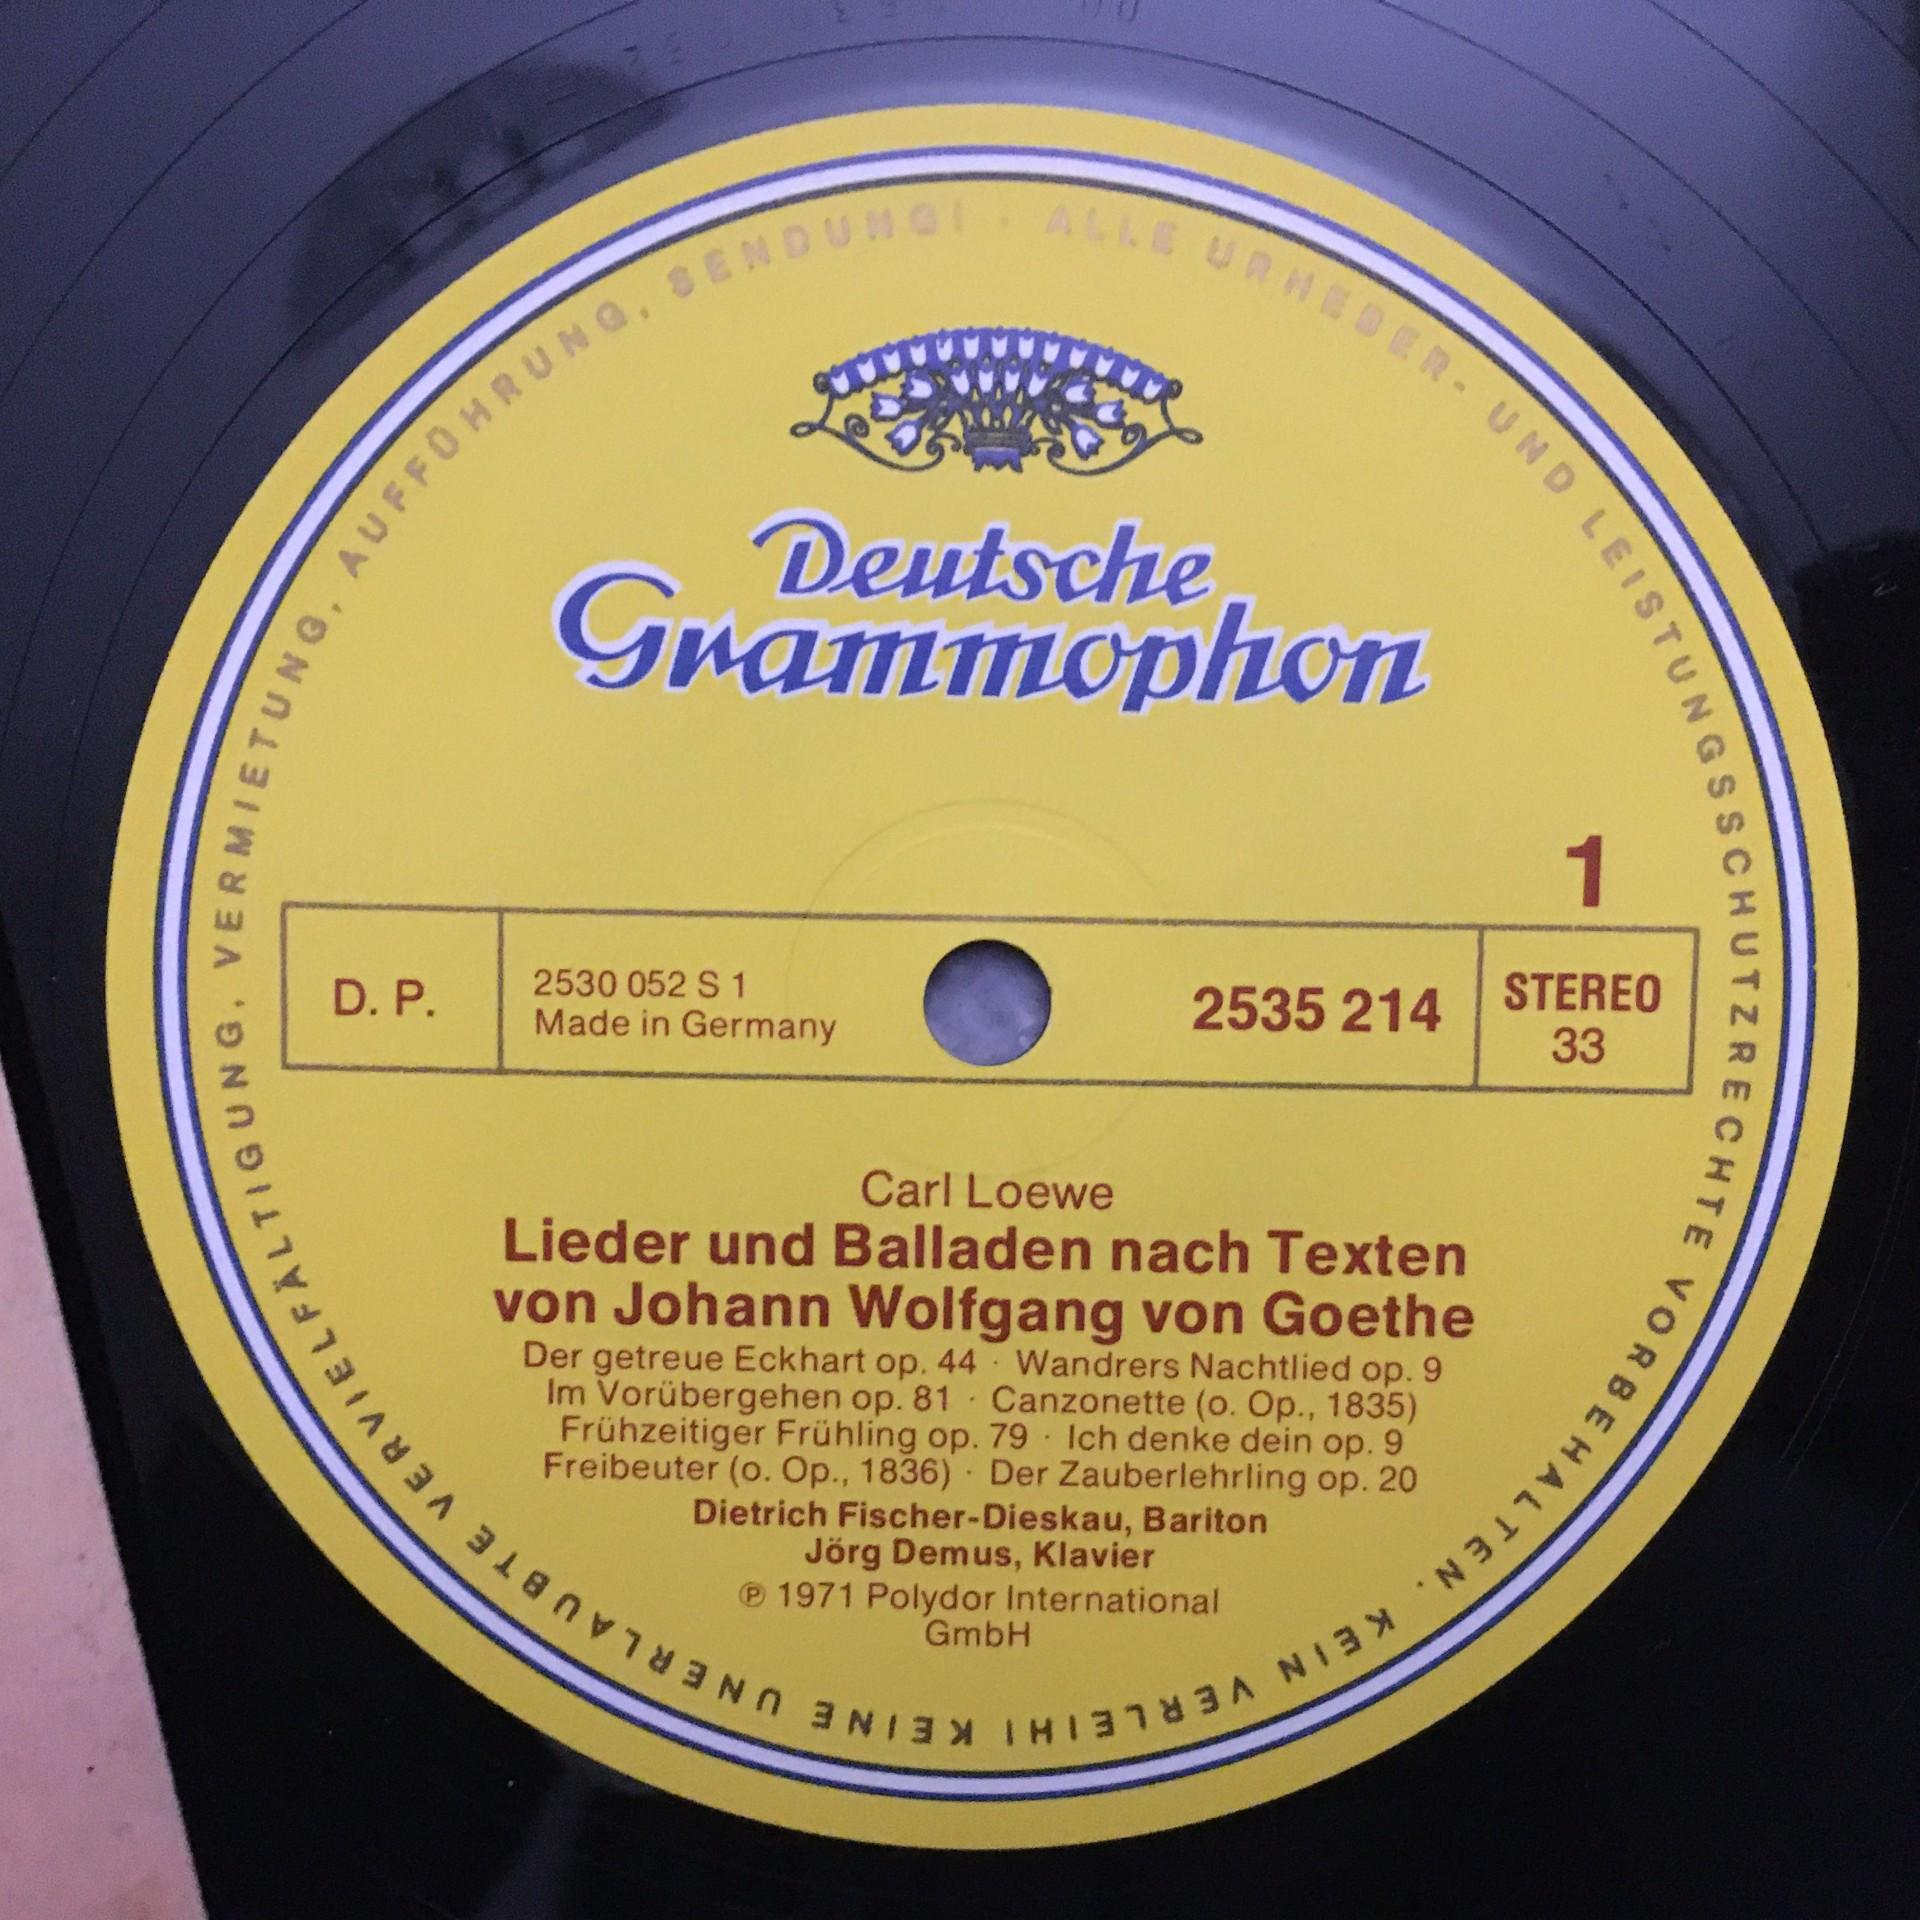 ALLE URHEBER- UND LEISTUNGSSCHUTZRECHTE VORBEHALTEN. KEIN VERLEIH! KEINE UNERLAUBTE VERVIELFÄLTIGUNG, VERMIETUNG, AUFFÜHRUNG, SENDUNG! ·
Deutsche
Grammophon
1
D. P.
2530 052 S 1
Made in Germany
2535 214
STEREO
33
Carl Loewe
Lieder und Balladen nach Texten
von Johann Wolfgang von Goethe
Der getreue Eckhart op. 44 · Wandrers Nachtlied op. 9
Im Vorübergehen op. 81 · Canzonette (o. Op., 1835)
Frühzeitiger Frühling op. 79 · Ich denke dein op. 9
Freibeuter (o. Op., 1836) · Der Zauberlehrling op. 20
Dietrich Fischer-Dieskau, Bariton
Jörg Demus, Klavier
℗ 1971 Polydor International
GmbH